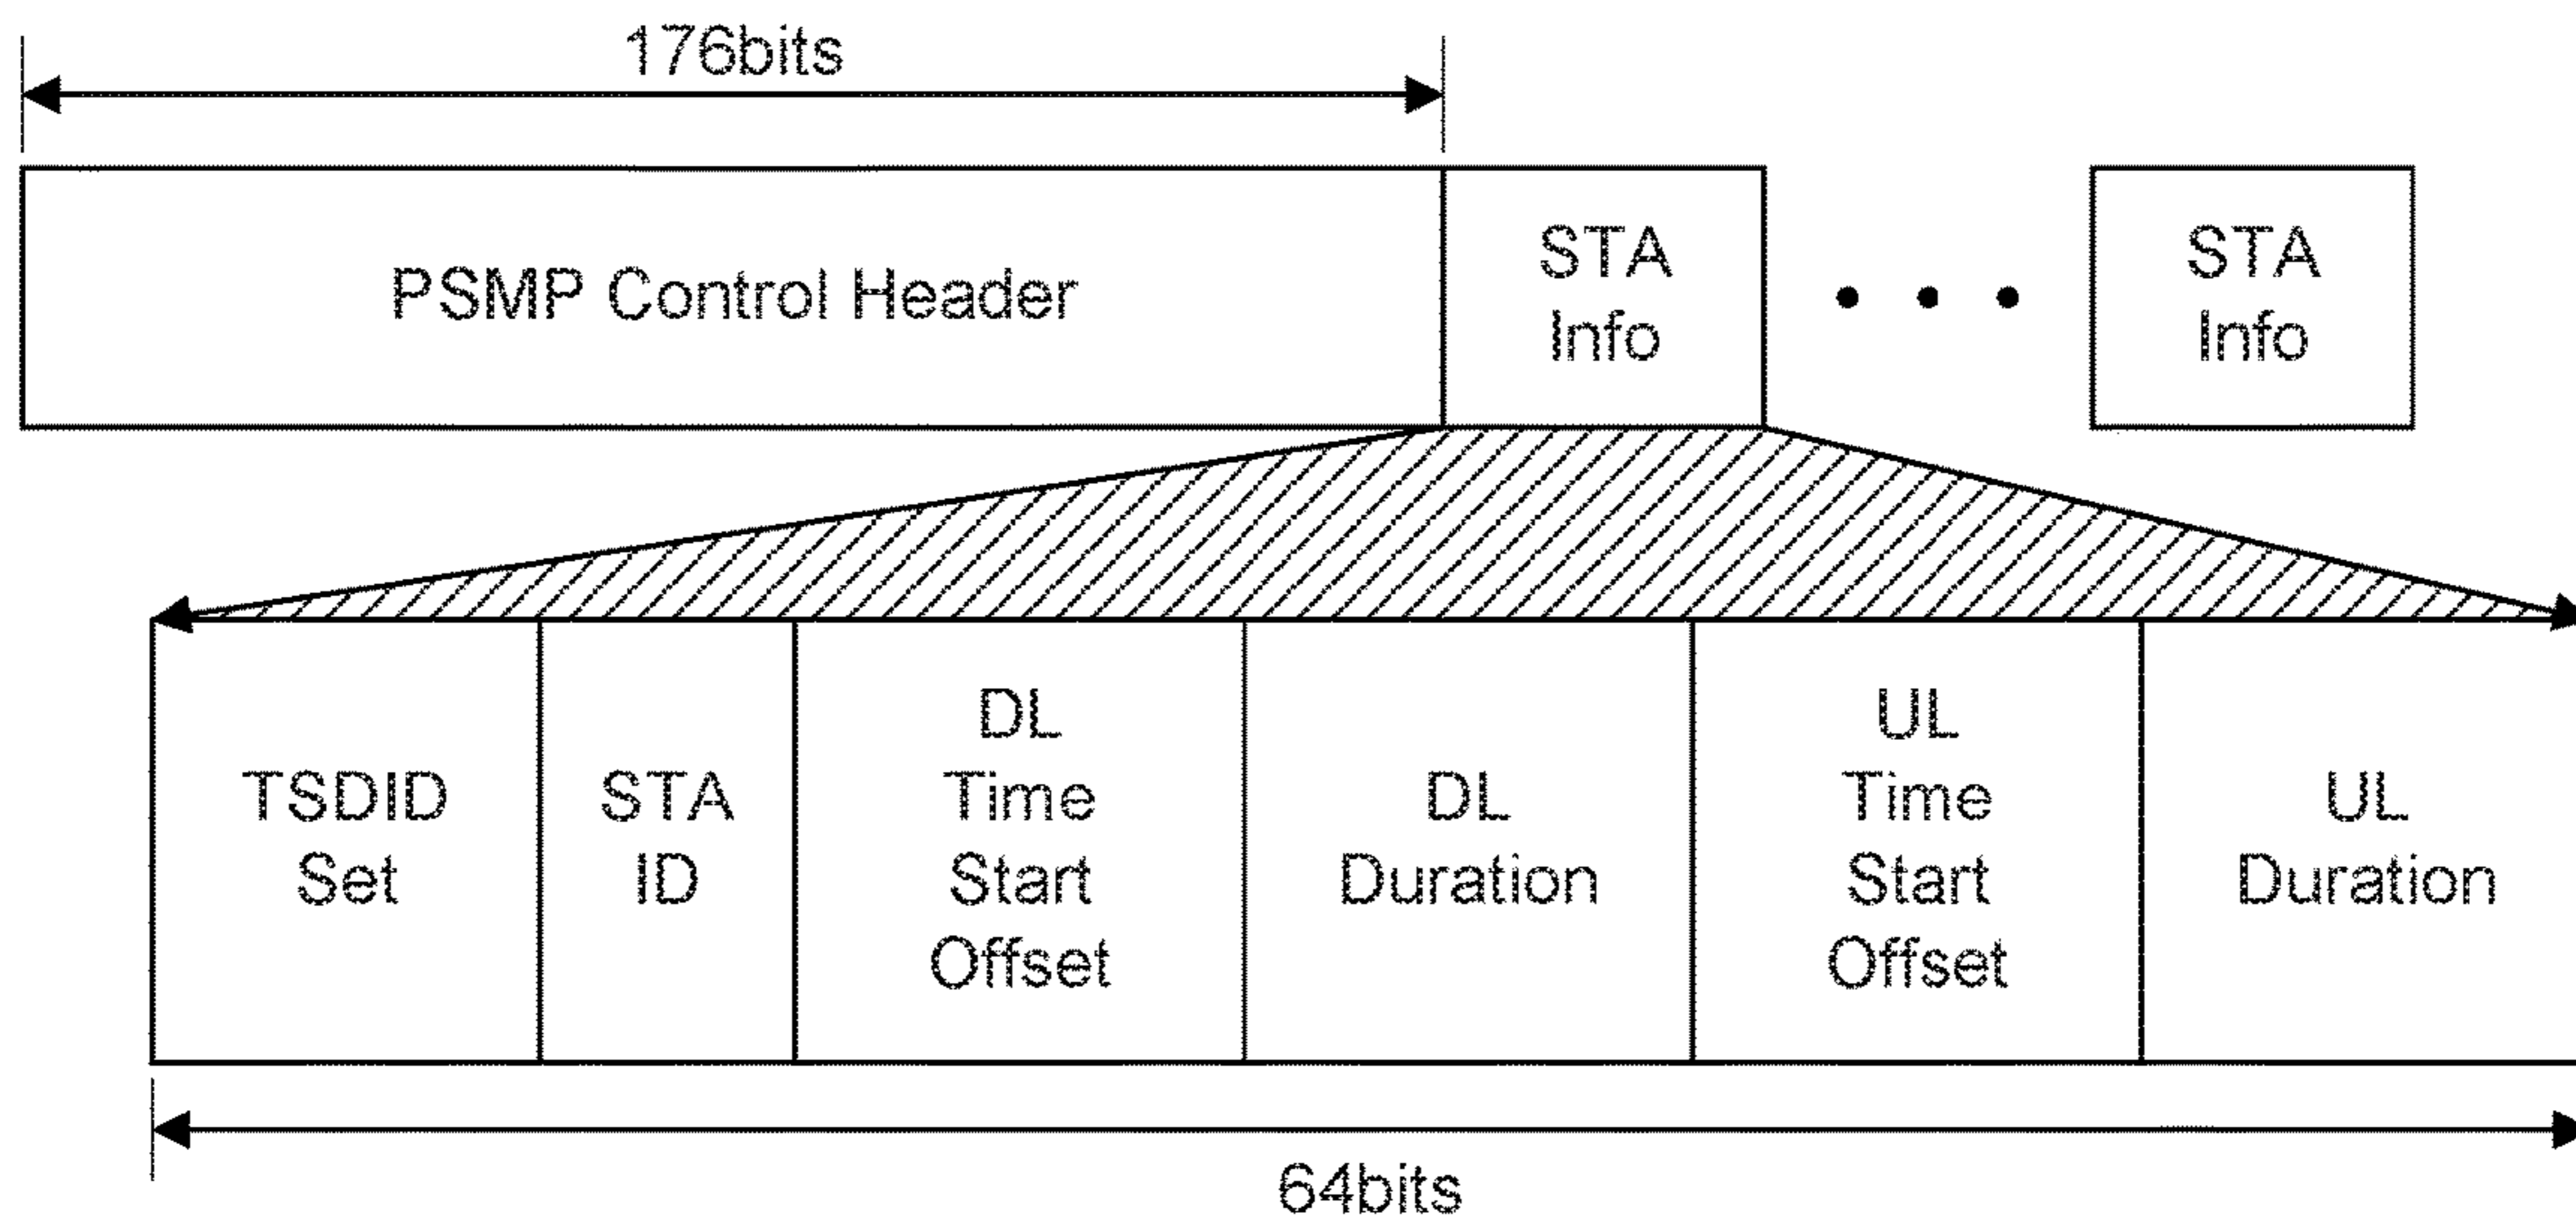 176bits
PSMP Control Header
STA
Info
STA
Info
TSDID
Set
STA
ID
DL
Time
Start
Offset
DL
Duration
UL
Time
Start
Offset
UL
Duration
64bits